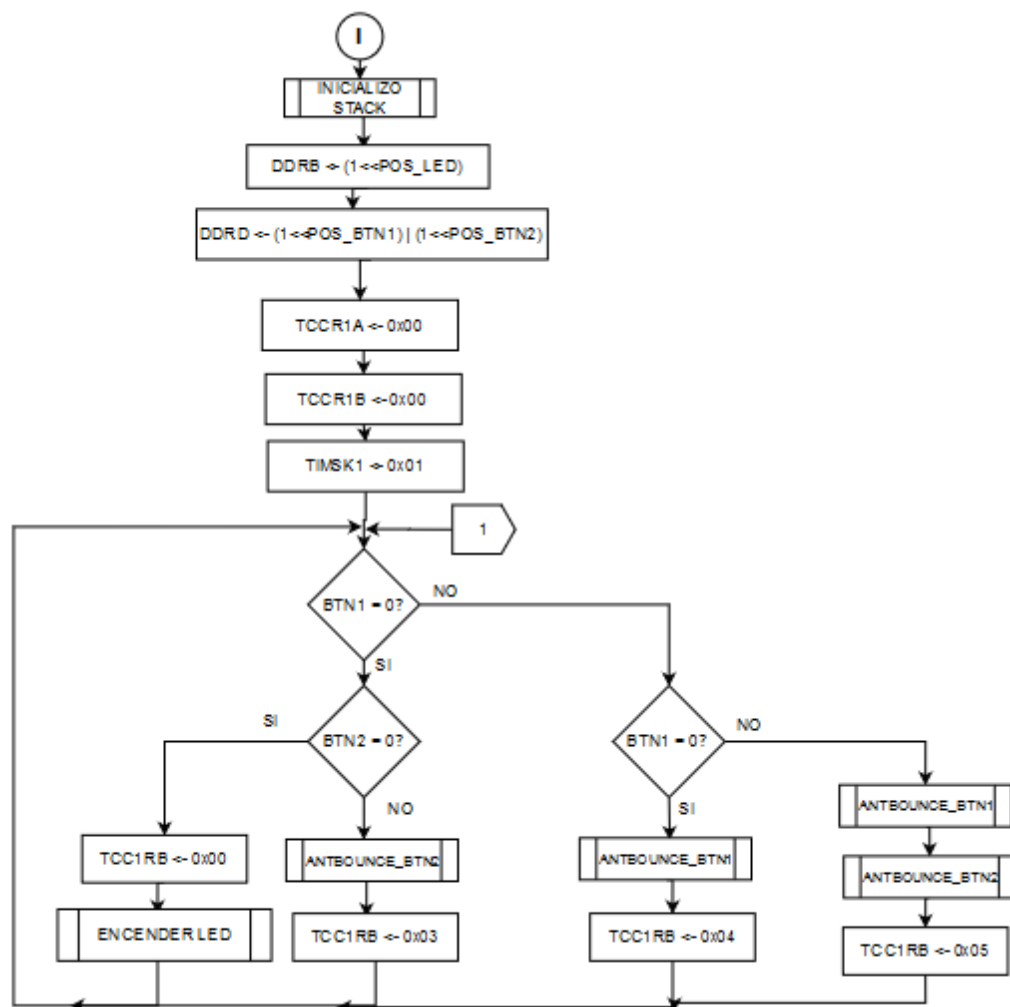 I
INICIALIZO
STACK
DDRB <- (1<<POS_LED)
DDRD <- (1<<POS_BTN1) | (1<<POS_BTN2)
TCCR1A <- 0x00
TCCR1B <-0x00
TIMSK1 <- 0x01
1
BTN1 = 0?
NO
SI
BTN2 = 0?
SI
NO
BTN1 = 0?
NO
SI
TCC1RB <- 0x00
ENCENDER LED
ANTBOUNCE_BTN2
TCC1RB <- 0x03
ANTBOUNCE_BTN1
TCC1RB <- 0x04
ANTBOUNCE_BTN1
ANTBOUNCE_BTN2
TCC1RB <- 0x05